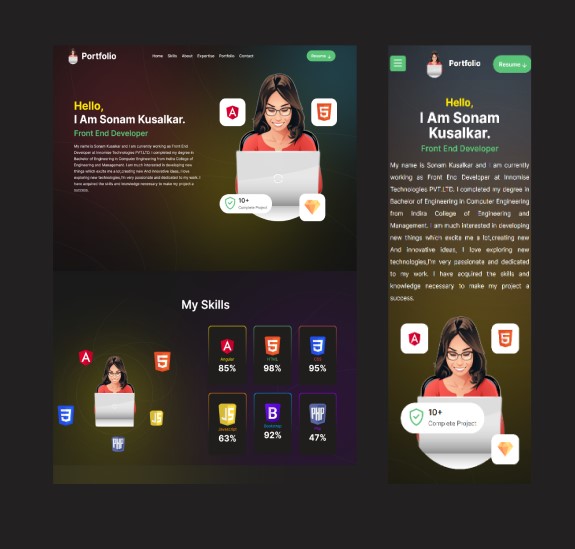 Portfolio
Home Skills About Expertise Portfolio Contact
Resume ↓
Hello,
I Am Sonam Kusalkar.
Front End Developer
My name is Sonam Kusalkar and I am currently working as Front End
Developer at Innomise Technologies PVT.LTD. I completed my degree in
Bachelor of Engineering in Computer Engineering from Indira College of
Engineering and Management. I am much interested in developing new
things which excite me a lot,creating new And innovative ideas, I love
exploring new technologies,I'm very passionate and dedicated to my work. I
have acquired the skills and knowledge necessary to make my project a
success.
10+
Complete Project
My Skills
Angular
85%
HTML
98%
CSS
95%
JavaScript
63%
Bootstrap
92%
PHP
47%
Portfolio
Resume ↓
Hello,
I Am Sonam
Kusalkar.
Front End Developer
My name is Sonam Kusalkar and I am currently
working as Front End Developer at Innomise
Technologies PVT.LTD. I completed my degree in
Bachelor of Engineering in Computer Engineering
from Indira College of Engineering and
Management. I am much interested in developing
new things which excite me a lot,creating new
And innovative ideas, I love exploring new
technologies,I'm very passionate and dedicated
to my work. I have acquired the skills and
knowledge necessary to make my project a
success.
10+
Complete Project